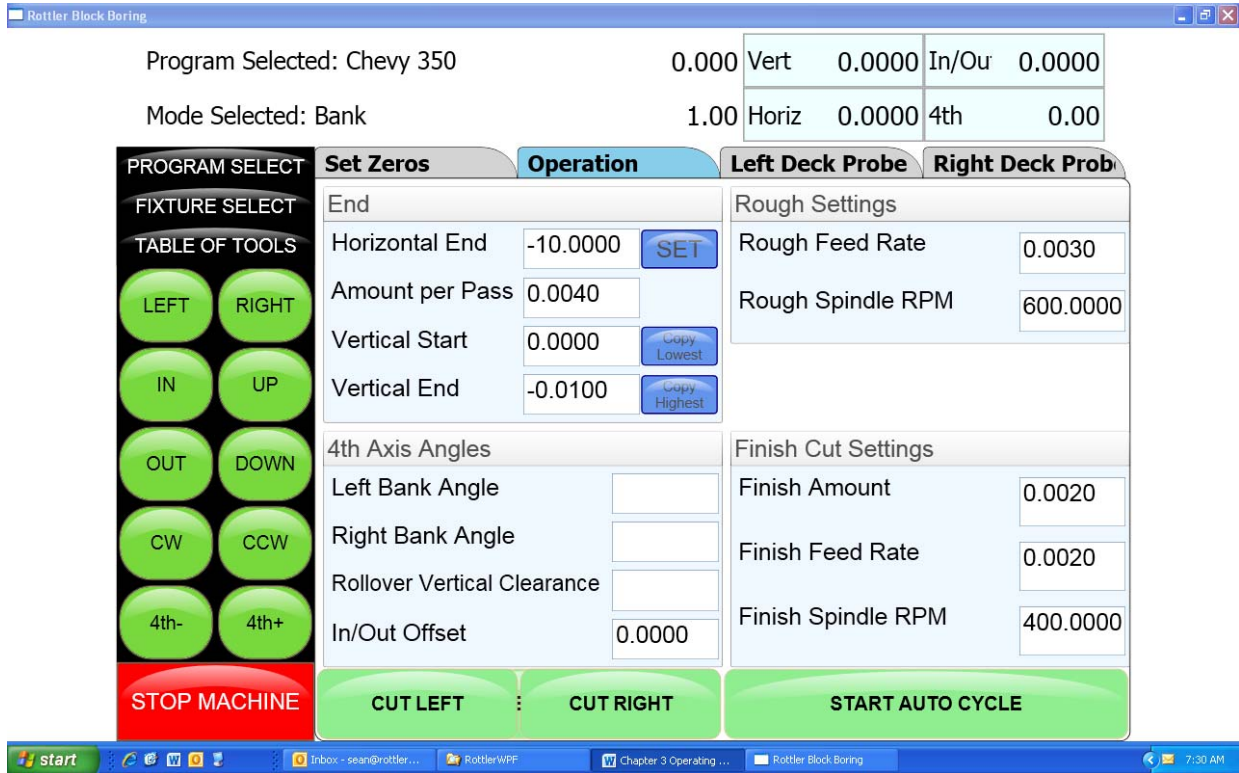 Rottler Block Boring
Program Selected: Chevy 350
0.000
Vert 0.0000
In/Ou 0.0000
Mode Selected: Bank
1.00
Horiz 0.0000
4th 0.00
PROGRAM SELECT
FIXTURE SELECT
TABLE OF TOOLS
LEFT RIGHT
IN UP
OUT DOWN
CW CCW
4th- 4th+
STOP MACHINE
Set Zeros
Operation
Left Deck Probe
Right Deck Prob
End
Horizontal End -10.0000 SET
Amount per Pass 0.0040
Vertical Start 0.0000 Copy
Lowest
Vertical End -0.0100 Copy
Highest
Rough Settings
Rough Feed Rate 0.0030
Rough Spindle RPM 600.0000
4th Axis Angles
Left Bank Angle
Right Bank Angle
Rollover Vertical Clearance
In/Out Offset 0.0000
Finish Cut Settings
Finish Amount 0.0020
Finish Feed Rate 0.0020
Finish Spindle RPM 400.0000
CUT LEFT
CUT RIGHT
START AUTO CYCLE
start
Inbox - sean@rottler...
RottlerWPF
Chapter 3 Operating ...
Rottler Block Boring
7:30 AM